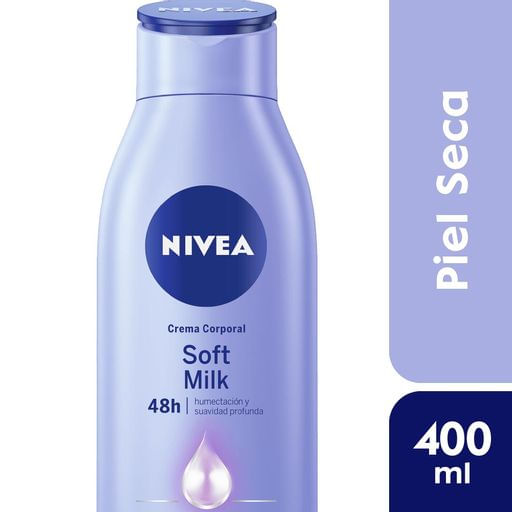 NIVEA
NIVEA
Crema Corporal
Soft
Milk
48h
humectación y
suavidad profunda
Piel Seca
400
ml